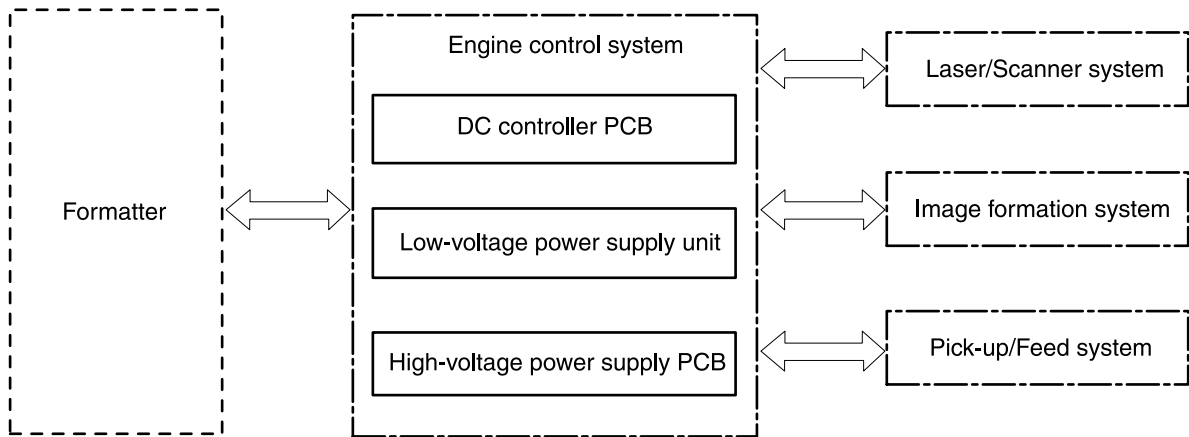 Formatter
Engine control system
DC controller PCB
Low-voltage power supply unit
High-voltage power supply PCB
Laser/Scanner system
Image formation system
Pick-up/Feed system